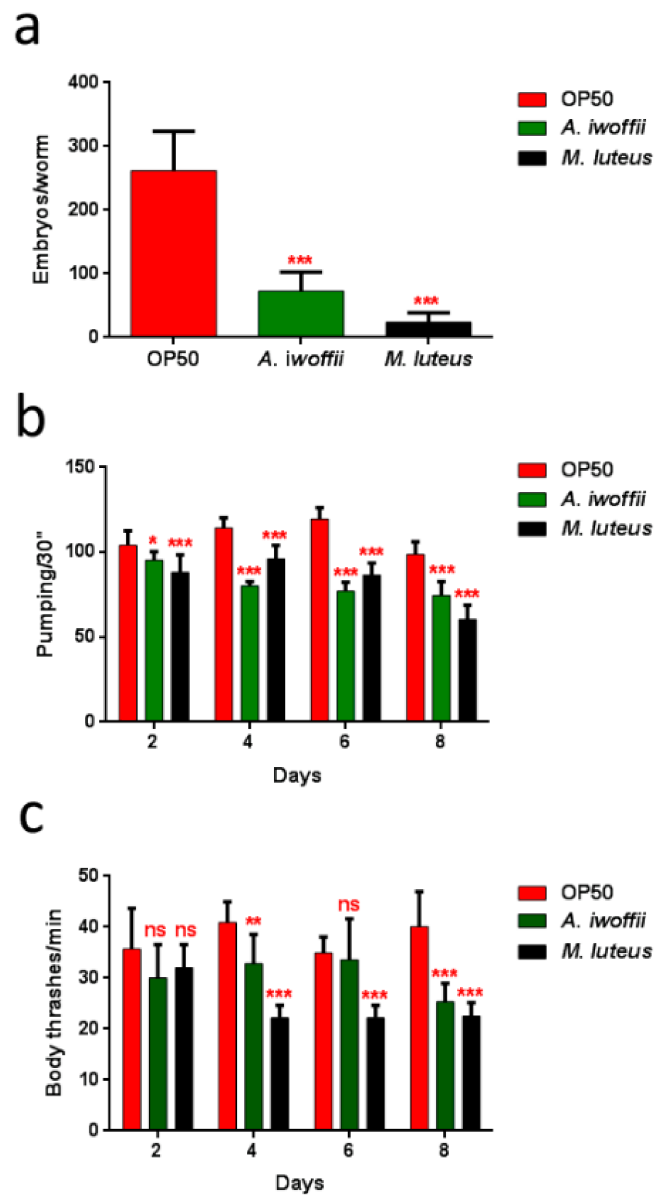 a
400
300
200
100
0
Embryos/worm
***
***
OP50
A. iwoffii
M. luteus
OP50
A. iwoffii
M. luteus
b
150
100
50
0
Pumping/30"
* ***
*** ***
*** ***
*** ***
2 4 6 8
Days
OP50
A. iwoffii
M. luteus
c
50
40
30
20
10
0
Body thrashes/min
ns ns
** ***
ns ***
*** ***
2 4 6 8
Days
OP50
A. iwoffii
M. luteus